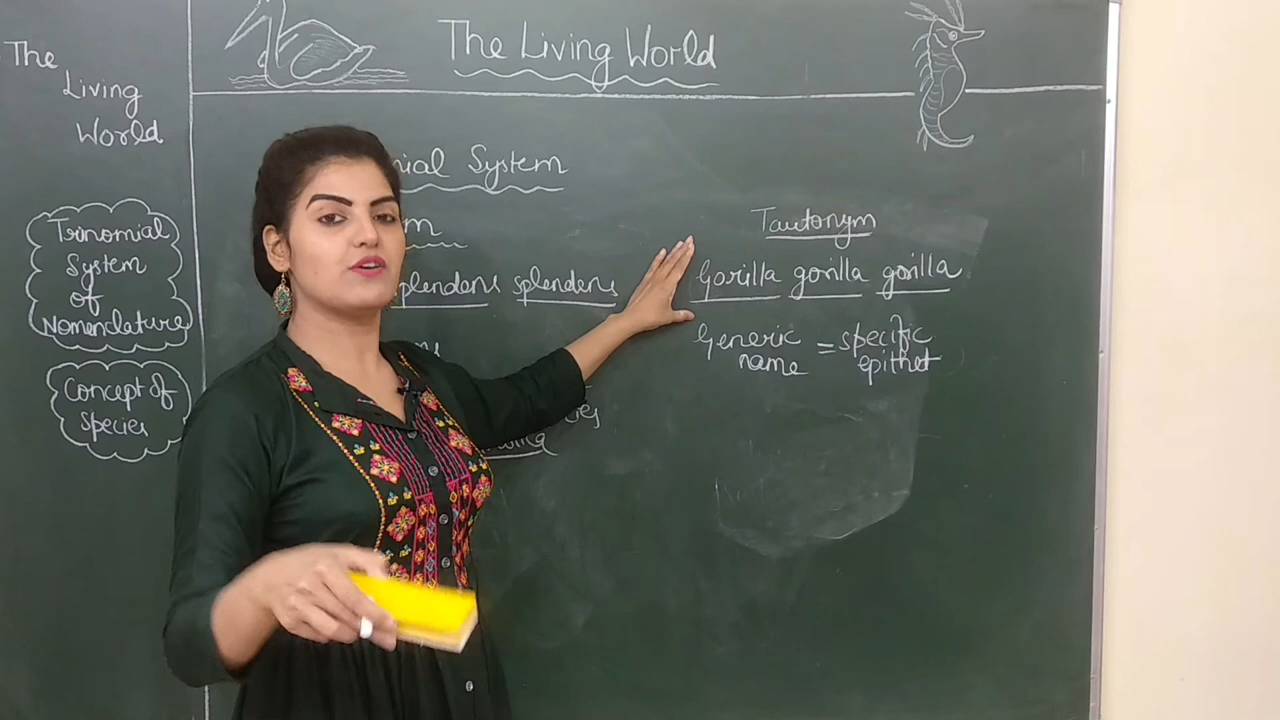 The
Living
World
Trinomial
System
of
Nomenclature
Concept of
Species
The Living World
System
splendens splendens
Tautonym
Gorilla gorilla gorilla
Generic
name
= specific
epithet